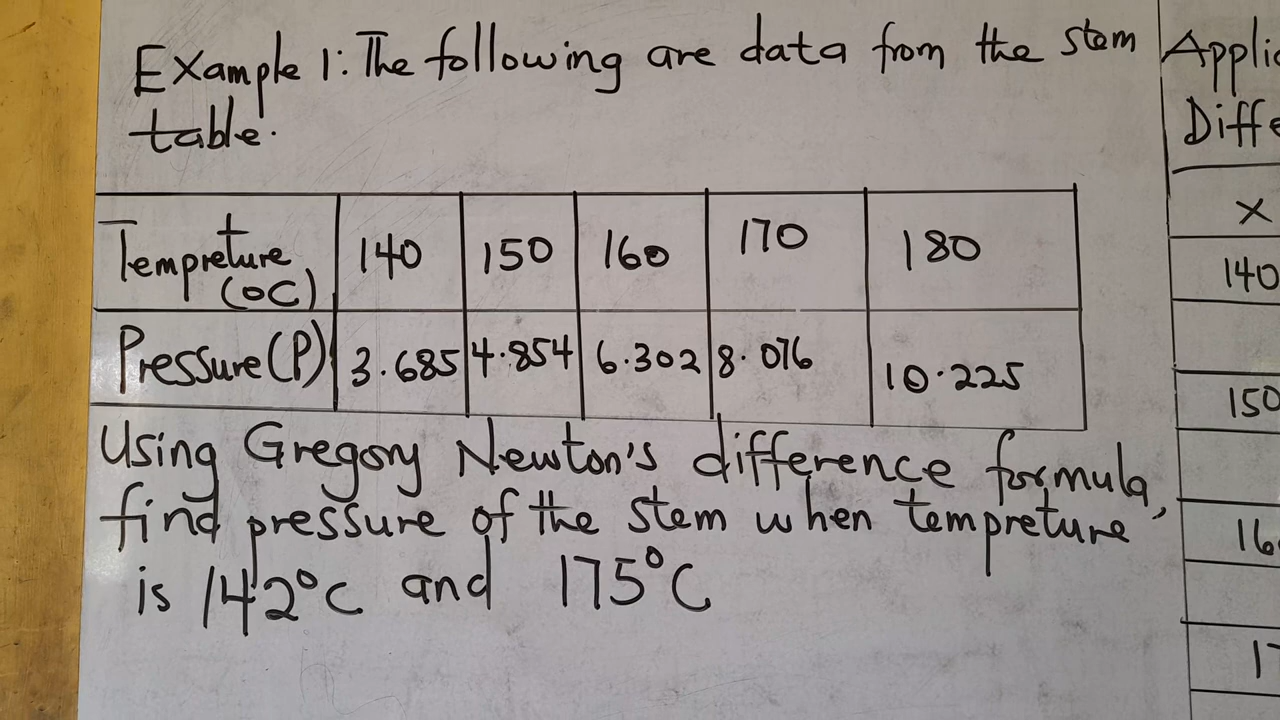 Example 1: The following are data from the stem
table.
Tempreture (oC) 140 150 160 170 180
Pressure (P) 3.685 4.854 6.302 8.076 10.225
Using Gregory Newton's difference formula,
find pressure of the stem when tempreture
is 142°C and 175°C
Applic
Diffe
x
140
150
16
17